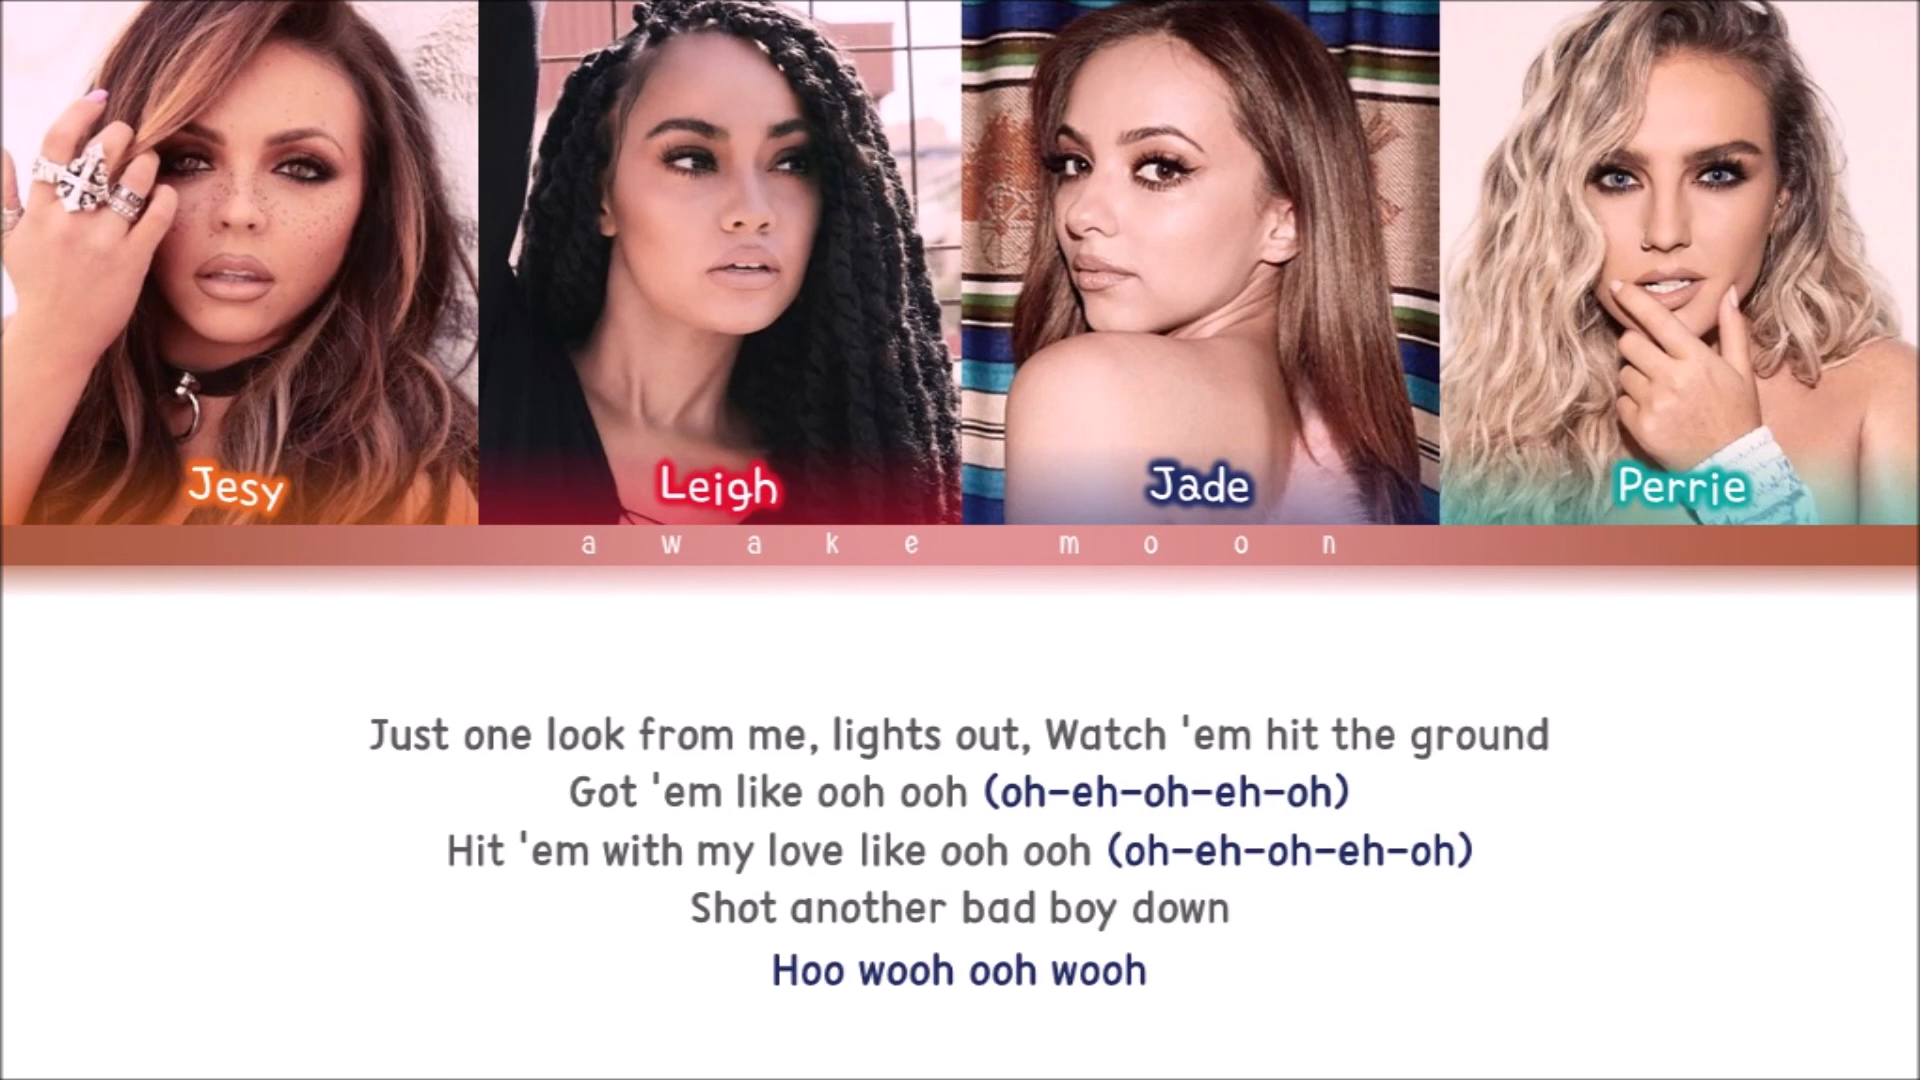 Jesy
Leigh
Jade
Perrie
awake moon
Just one look from me, lights out, Watch 'em hit the ground
Got 'em like ooh ooh (oh-eh-oh-eh-oh)
Hit 'em with my love like ooh ooh (oh-eh-oh-eh-oh)
Shot another bad boy down
Hoo wooh ooh wooh